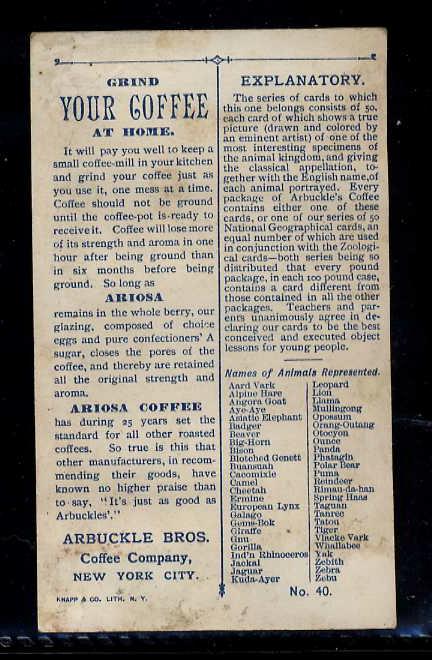 GRIND
YOUR COFFEE
AT HOME.
It will pay you well to keep a
small coffee-mill in your kitchen
and grind your coffee just as
you use it, one mess at a time.
Coffee should not be ground
until the coffee-pot is ready to
receive it. Coffee will lose more
of its strength and aroma in one
hour after being ground than
in six months before being
ground. So long as
ARIOSA
remains in the whole berry, our
glazing, composed of choice
eggs and pure confectioners' A
sugar, closes the pores of the
coffee, and thereby are retained
all the original strength and
aroma.
ARIOSA COFFEE
has during 25 years set the
standard for all other roasted
coffees. So true is this that
other manufacturers, in recom-
mending their goods, have
known no higher praise than
to say, "It's just as good as
Arbuckles'."
ARBUCKLE BROS.
Coffee Company,
NEW YORK CITY.
KNAPP & CO. LITH. N. Y.
EXPLANATORY.
The series of cards to which
this one belongs consists of 50,
each card of which shows a true
picture (drawn and colored by
an eminent artist) of one of the
most interesting specimens of
the animal kingdom, and giving
the classical appellation, to-
gether with the English name, of
each animal portrayed. Every
package of Arbuckle's Coffee
contains either one of these
cards, or one of our series of 50
National Geographical cards, an
equal number of which are used
in conjunction with the Zoologi-
cal cards—both series being so
distributed that every pound
package, in each 100 pound case,
contains a card different from
those contained in all the other
packages. Teachers and par-
ents unanimously agree in de-
claring our cards to be the best
conceived and executed object
lessons for young people.
Names of Animals Represented.
Aard Vark
Alpine Hare
Angora Goat
Aye-Aye
Asiatic Elephant
Badger
Beaver
Big-Horn
Bison
Blotched Genett
Buansuah
Cacomixle
Camel
Cheetah
Ermine
European Lynx
Galago
Gems-Bok
Giraffe
Gnu
Gorilla
Ind'n Rhinoceros
Jackal
Jaguar
Kuda-Ayer
Leopard
Lion
Llama
Mullingong
Opossum
Orang-Outang
Otocyon
Ounce
Panda
Phatagin
Polar Bear
Puma
Reindeer
Rimau-da-han
Spring Haas
Taguan
Tanrec
Tatou
Tiger
Vlacke Vark
Whallabee
Yak
Zebith
Zebra
Zebu
No. 40.